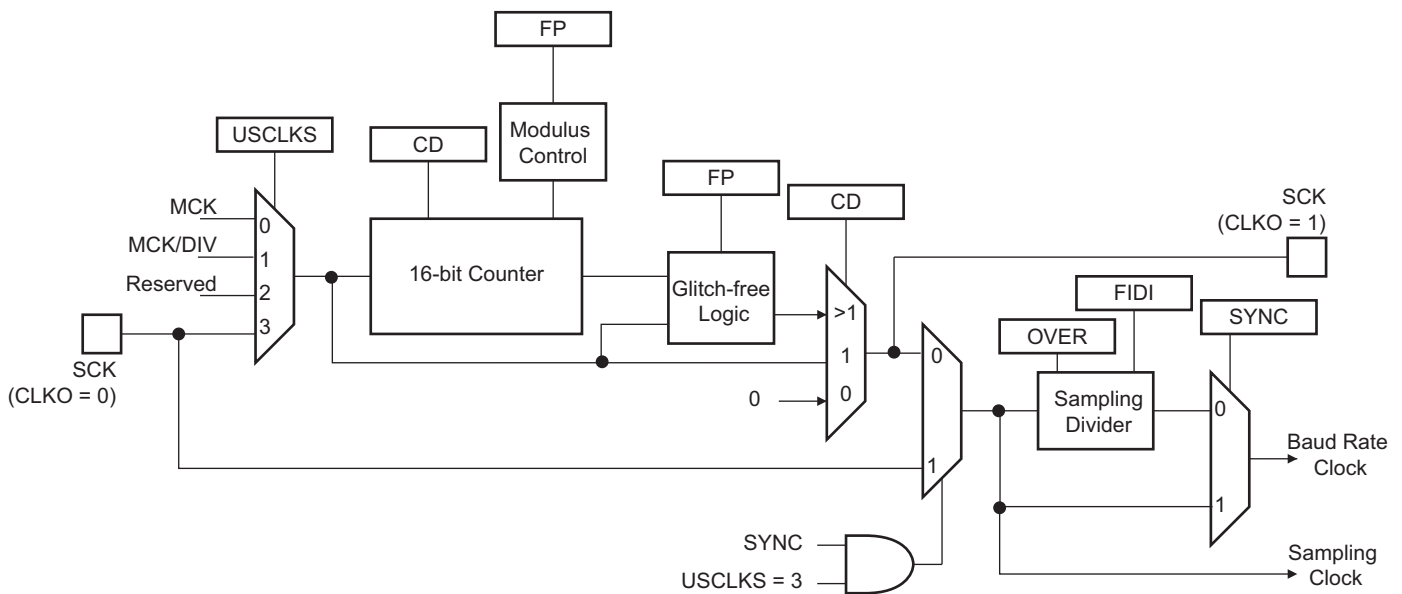 FP
USCLKS
CD
Modulus
Control
FP
CD
SCK
(CLKO = 1)
MCK
0
MCK/DIV
1
16-bit Counter
Reserved
2
Glitch-free
Logic
>1
FIDI
3
OVER
SYNC
SCK
(CLKO = 0)
1
0
0
0
Sampling
Divider
0
Baud Rate
Clock
1
1
SYNC
USCLKS = 3
Sampling
Clock